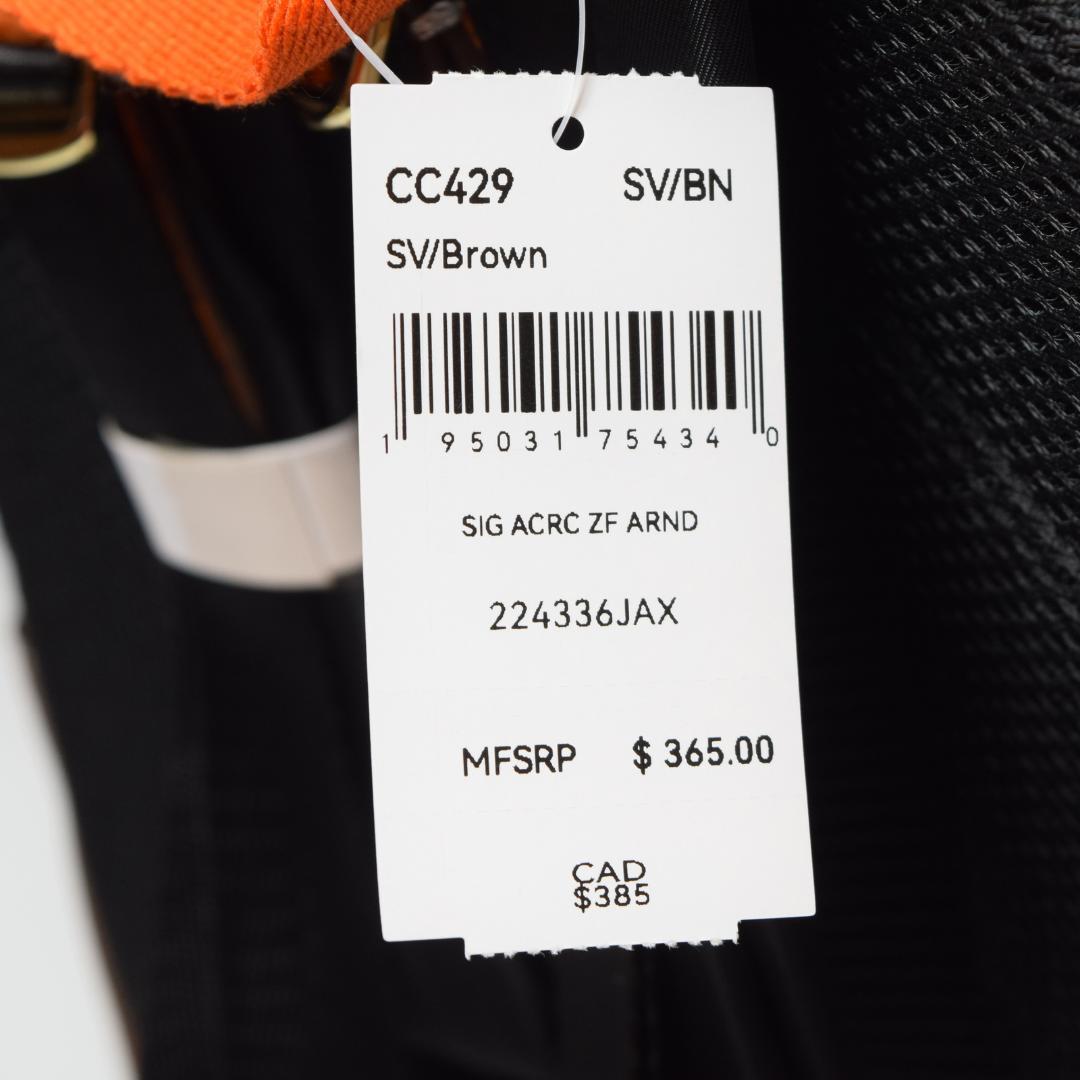 CC429 SV/BN
SV/Brown
1 95031 75434 0
SIG ACRC ZF ARND
224336JAX
MFSRP $ 365.00
CAD
$385